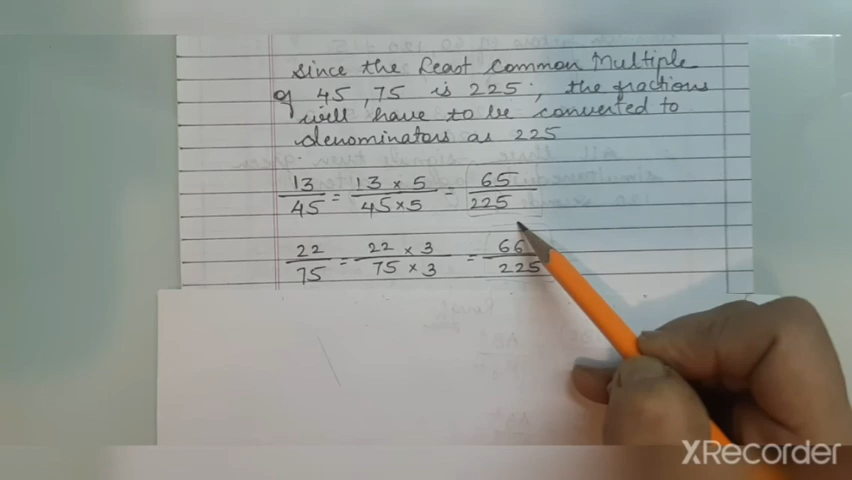 since the Least Common Multiple
of 45, 75 is 225, the fractions
will have to be converted to
denominators as 225
13/45 = 13 × 5/45 × 5 = 65/225
22/75 = 22 × 3/75 × 3 = 66/225
XRecorder